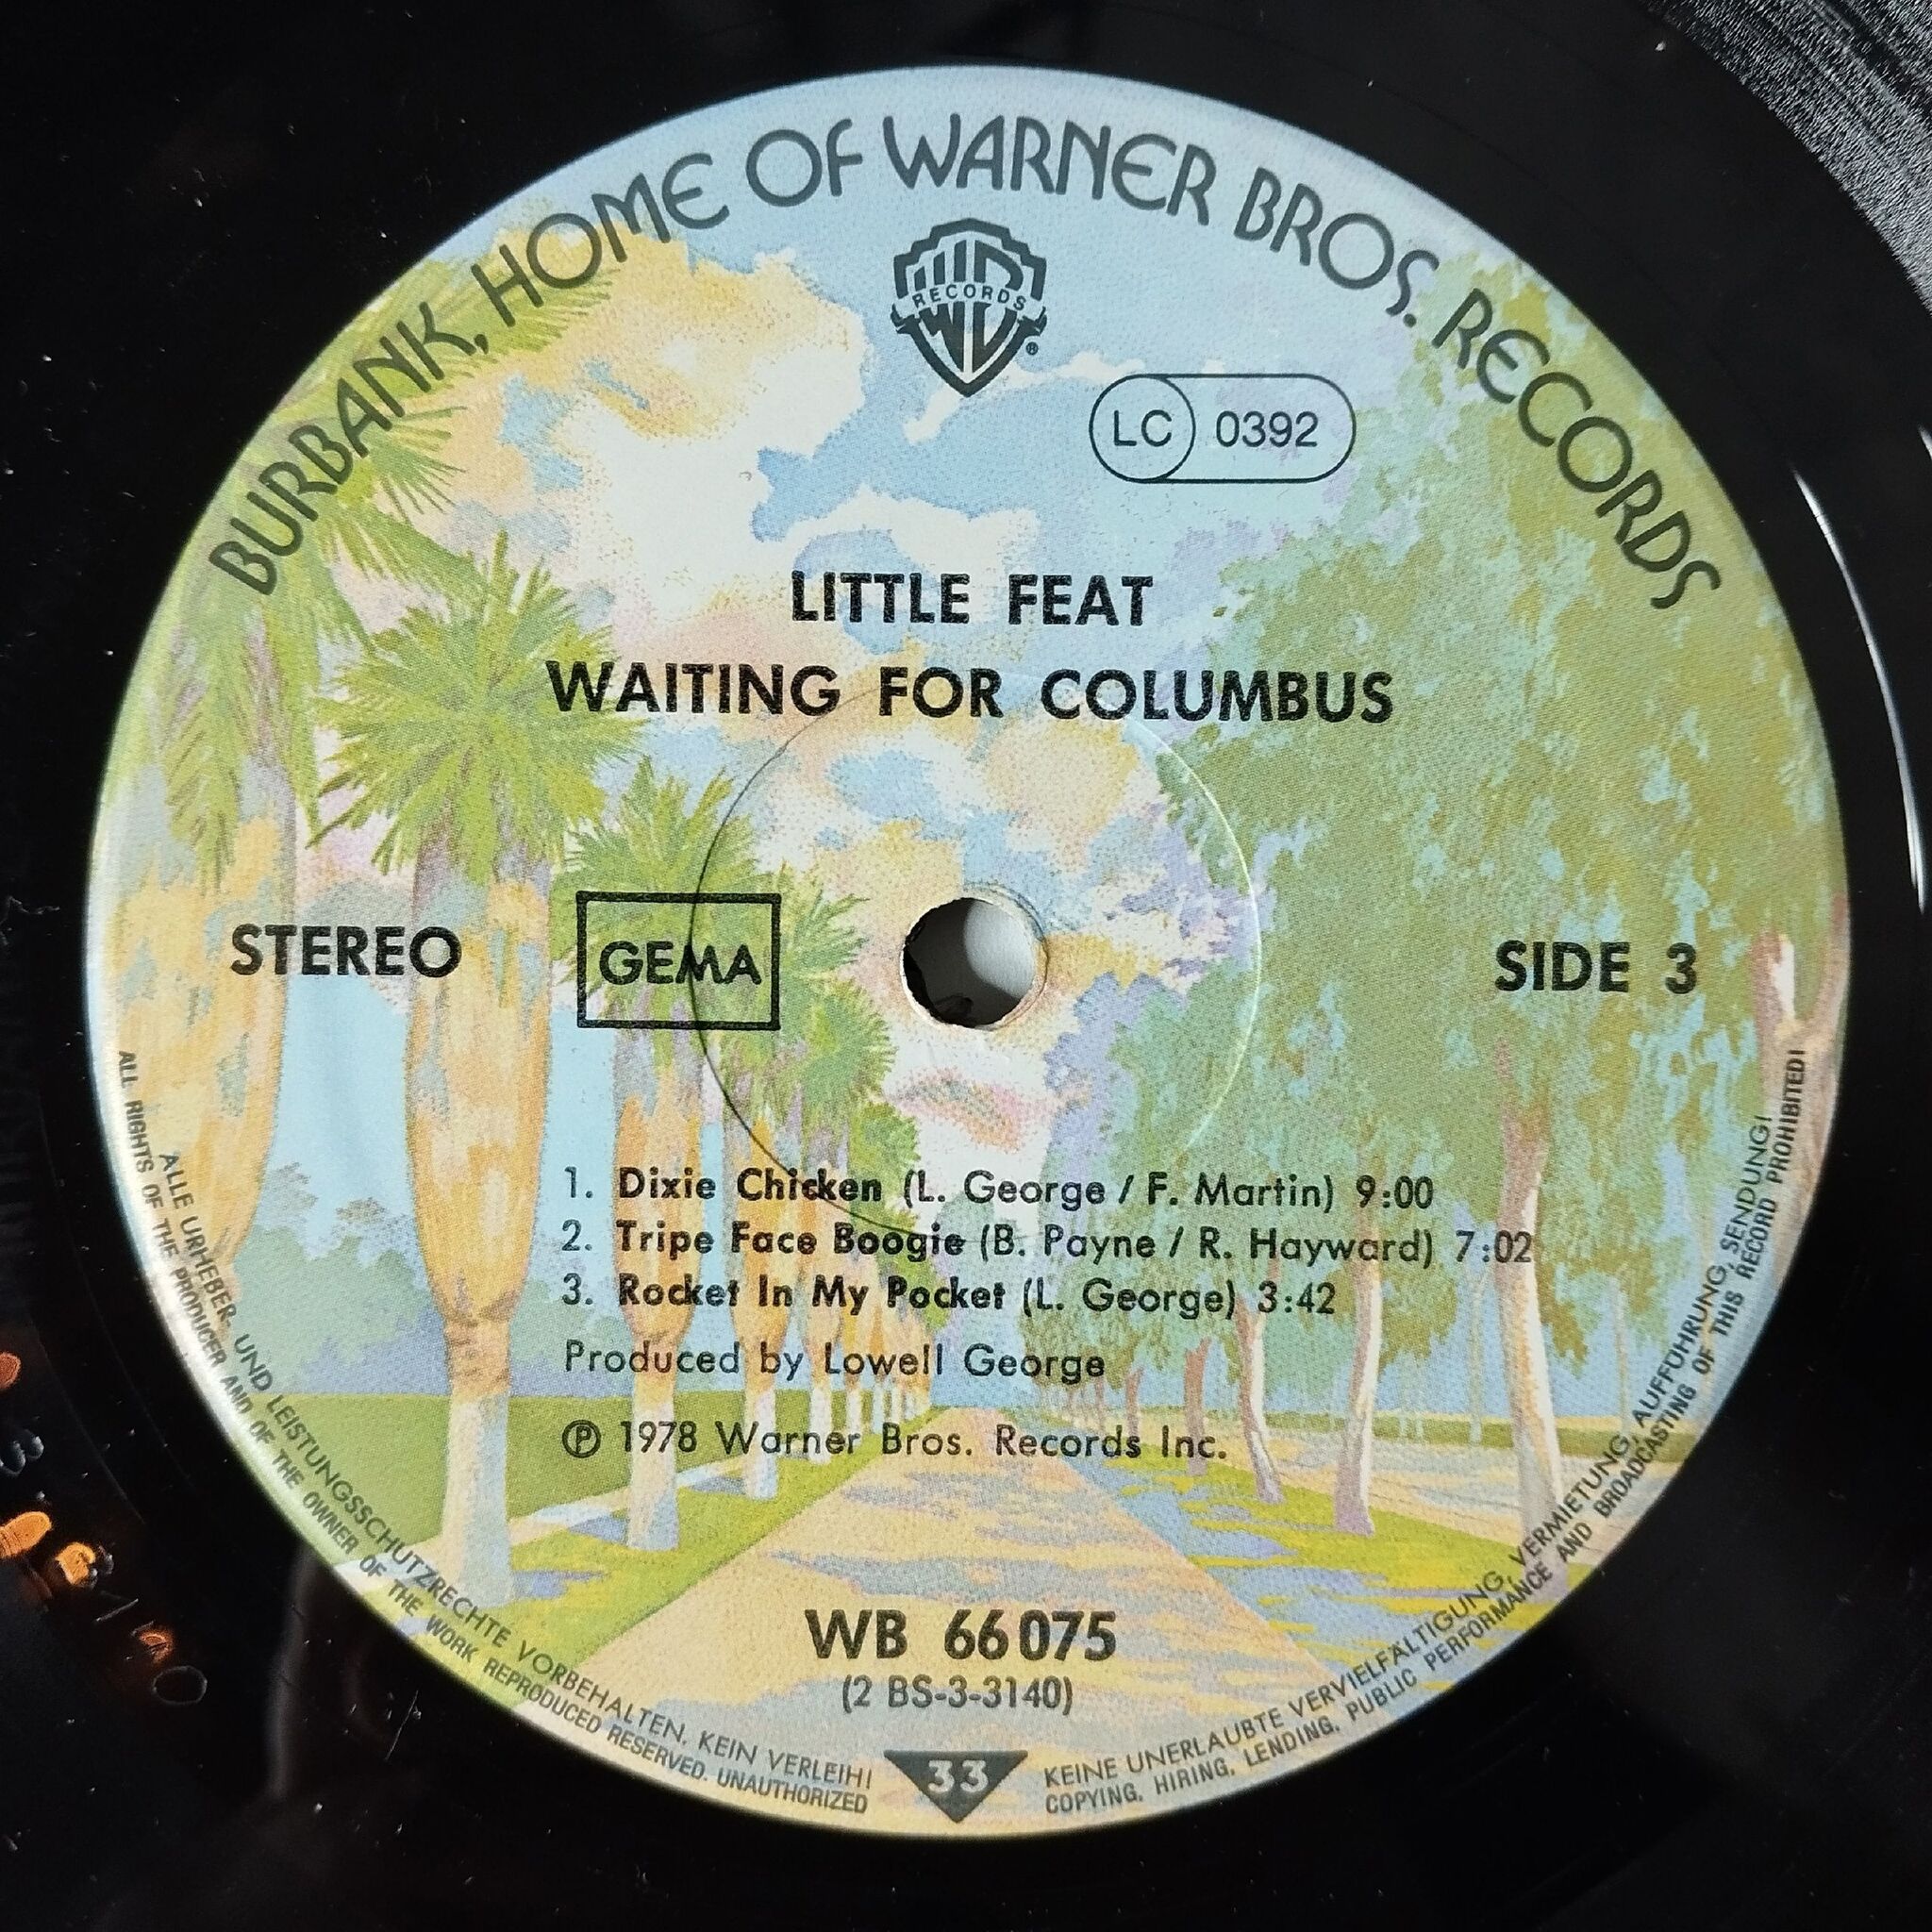 BURBANK, HOME OF WARNER BROS. RECORDS
RECORDS
®
LC 0392
LITTLE FEAT
WAITING FOR COLUMBUS
STEREO
GEMA
SIDE 3
1. Dixie Chicken (L. George / F. Martin) 9:00
2. Tripe Face Boogie (B. Payne / R. Hayward) 7:02
3. Rocket In My Pocket (L. George) 3:42
Produced by Lowell George
℗ 1978 Warner Bros. Records Inc.
WB 66 075
(2 BS-3-3140)
33
ALLE URHEBER- UND LEISTUNGSSCHUTZRECHTE VORBEHALTEN. KEIN VERLEIH!
KEINE UNERLAUBTE VERVIELFÄLTIGUNG, VERMIETUNG, AUFFÜHRUNG, SENDUNG!
ALL RIGHTS OF THE PRODUCER AND OF THE OWNER OF THE WORK REPRODUCED RESERVED. UNAUTHORIZED
COPYING, HIRING, LENDING, PUBLIC PERFORMANCE AND BROADCASTING OF THIS RECORD PROHIBITED!